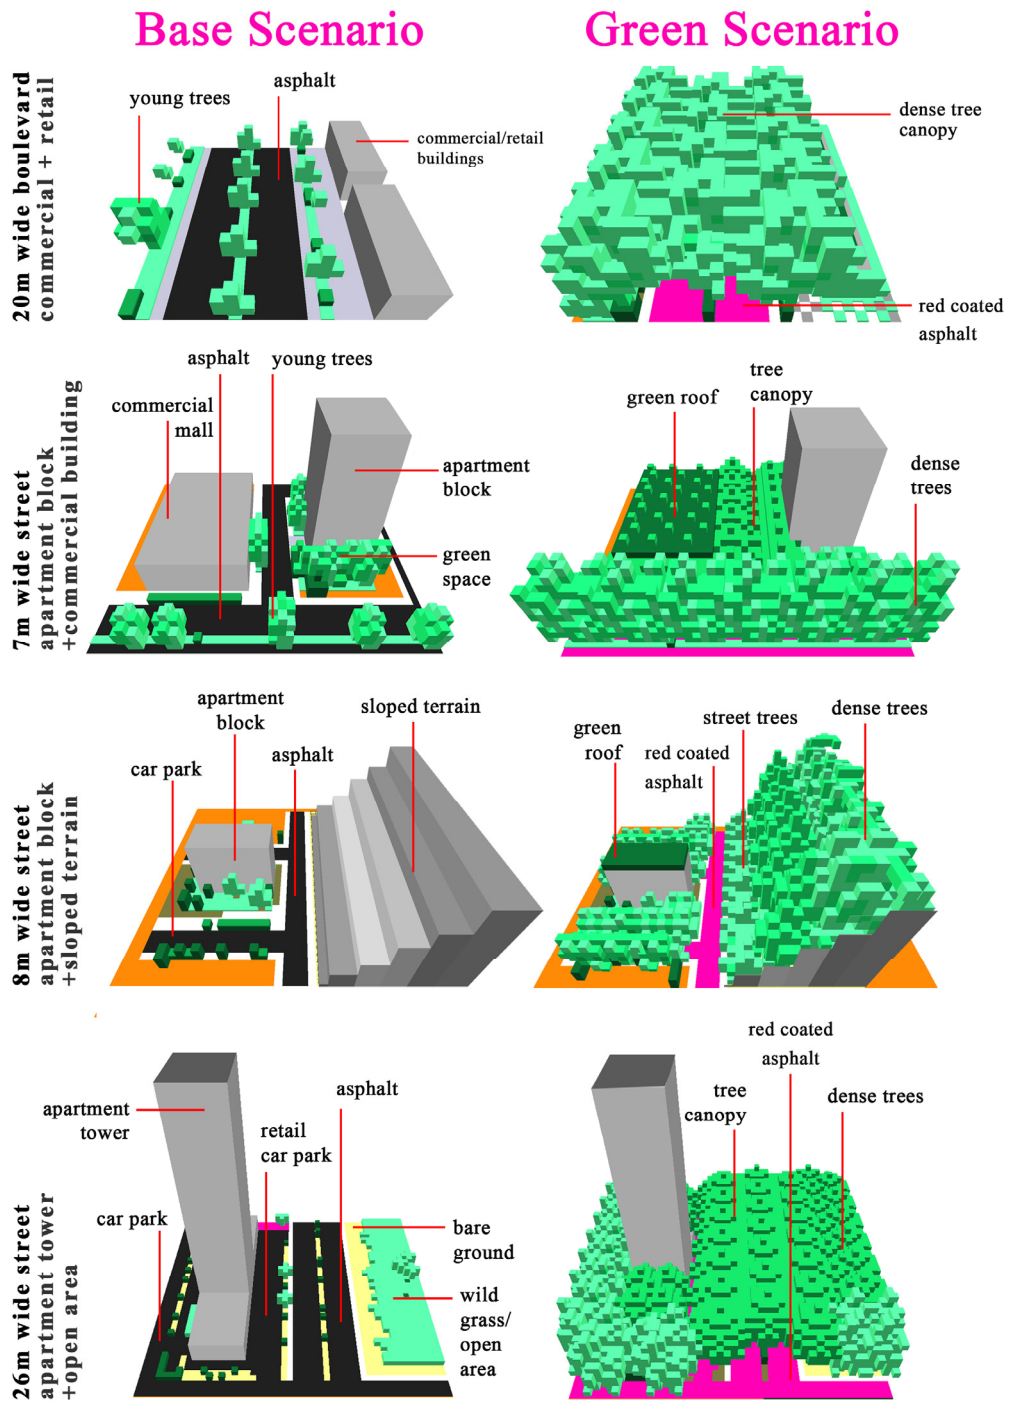 Base Scenario
Green Scenario
20m wide boulevard
commercial + retail
young trees
asphalt
commercial/retail
buildings
dense tree
canopy
red coated
asphalt
7m wide street
apartment block
+commercial building
asphalt
young trees
commercial
mall
apartment
block
green
space
green roof
tree
canopy
dense
trees
8m wide street
apartment block
+sloped terrain
apartment
block
sloped terrain
car park
asphalt
green
roof
street trees
dense trees
red coated
asphalt
26m wide street
apartment tower
+open area
apartment
tower
asphalt
retail
car park
car park
bare
ground
wild
grass/
open
area
red coated
asphalt
tree
canopy
dense trees